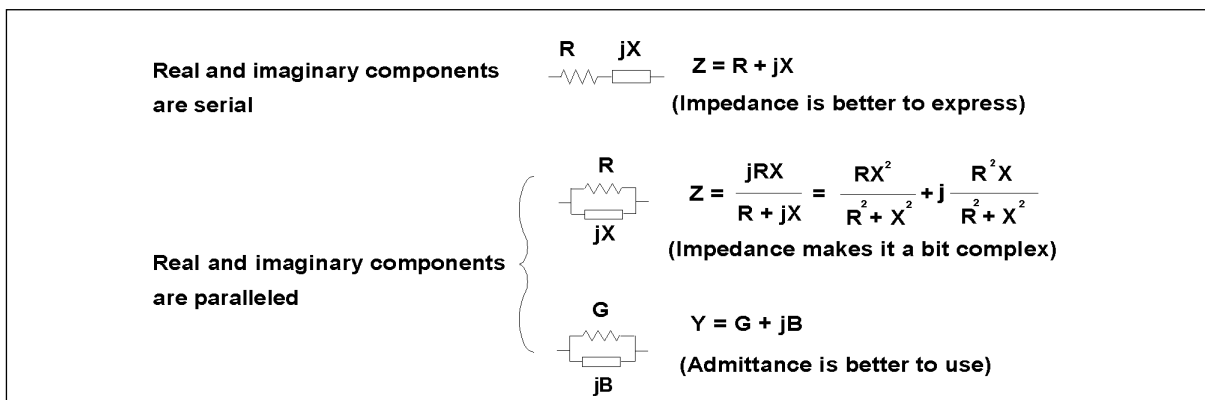 Real and imaginary components
are serial
R jX
Z = R + jX
(Impedance is better to express)
Real and imaginary components
are paralleled
R
jX
Z = jRX / (R + jX) = RX² / (R² + X²) + j R²X / (R² + X²)
(Impedance makes it a bit complex)
G
jB
Y = G + jB
(Admittance is better to use)